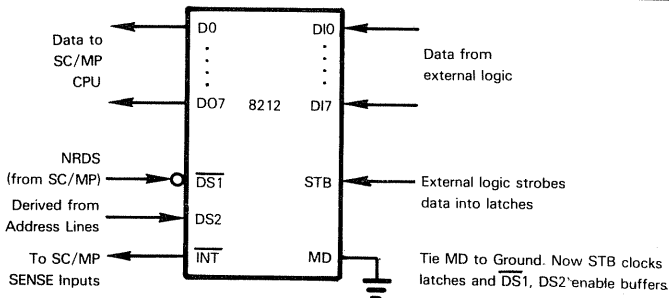 Data to
SC/MP
CPU
D0
DO7
8212
DI0
DI7
Data from
external logic
NRDS
(from SC/MP)
DS1
STB
External logic strobes
data into latches
Derived from
Address Lines
DS2
To SC/MP
SENSE Inputs
INT
MD
Tie MD to Ground. Now STB clocks
latches and DS1, DS2 enable buffers